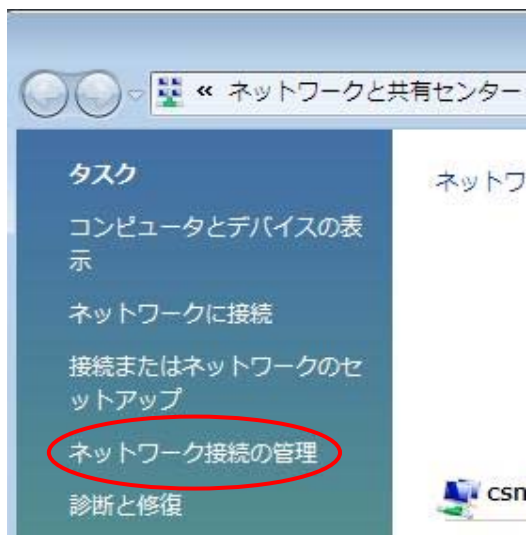 « ネットワークと共有センター
タスク
ネットワ
コンピュータとデバイスの表
示
ネットワークに接続
接続またはネットワークのセ
ットアップ
ネットワーク接続の管理
診断と修復
csn